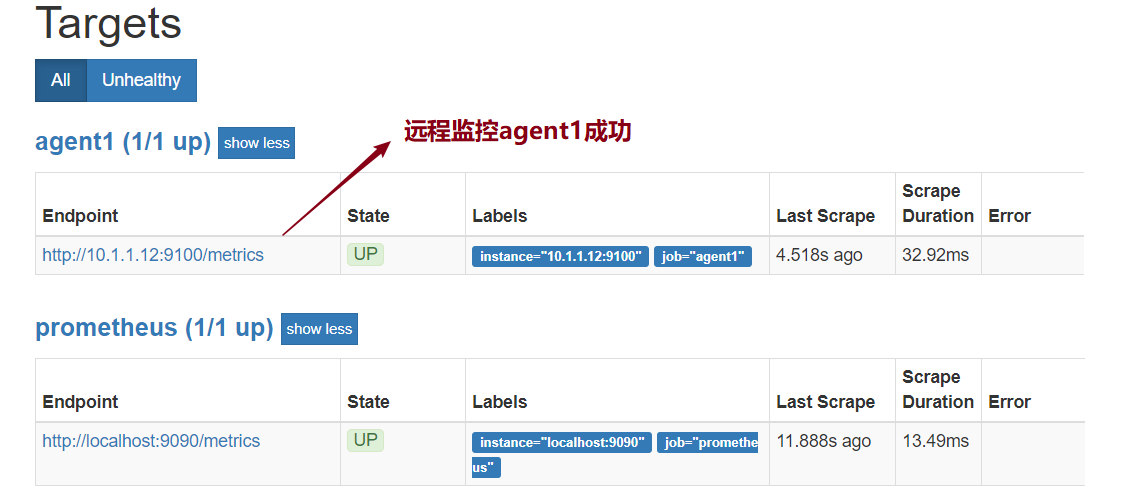 Targets
All Unhealthy
agent1 (1/1 up) show less
远程监控agent1成功
Endpoint State Labels Last Scrape Scrape Duration Error
http://10.1.1.12:9100/metrics UP instance="10.1.1.12:9100" job="agent1" 4.518s ago 32.92ms
prometheus (1/1 up) show less
Endpoint State Labels Last Scrape Scrape Duration Error
http://localhost:9090/metrics UP instance="localhost:9090" job="promethe 11.888s ago 13.49ms
us"